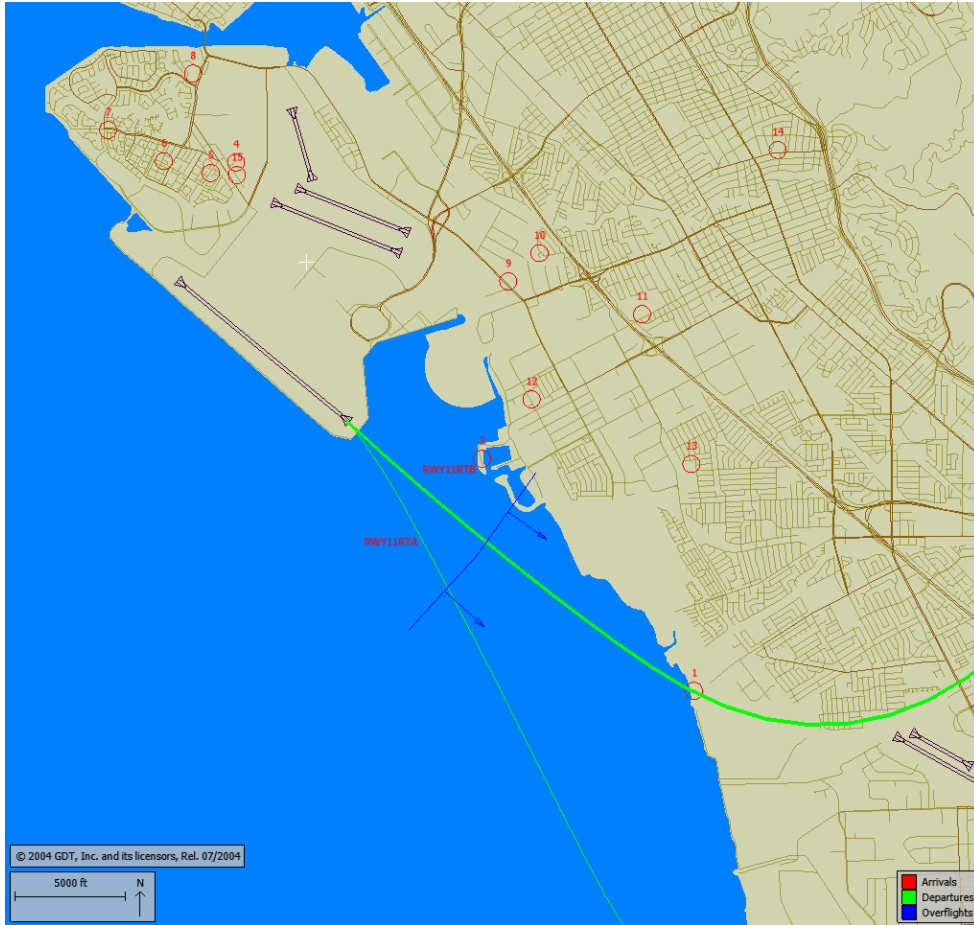 8
7
6
5
4
15
14
10
9
11
12
2
13
RWY11RTB
RWY11RTA
1
© 2004 GDT, Inc. and its licensors, Rel. 07/2004
5000 ft
N
Arrivals
Departures
Overflights